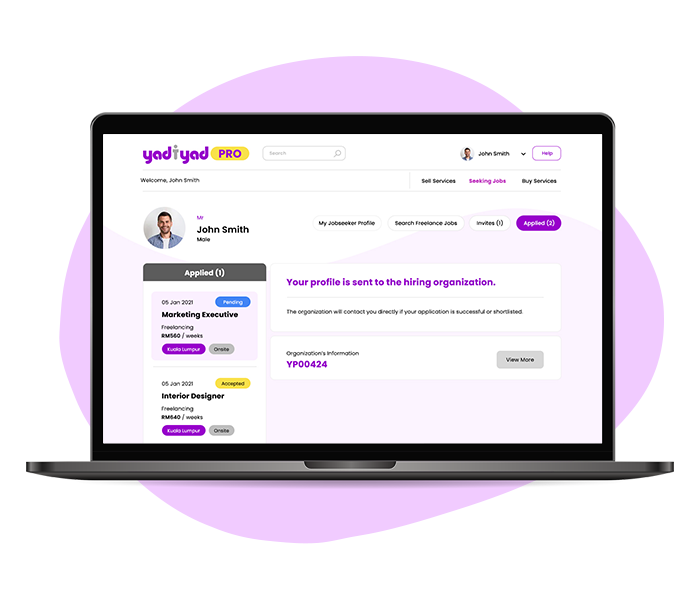 yadiyad PRO
Search
John Smith
Help
Welcome, John Smith
Sell Services
Seeking Jobs
Buy Services
Mr
John Smith
Male
My Jobseeker Profile
Search Freelance Jobs
Invites (1)
Applied (2)
Applied (1)
05 Jan 2021
Pending
Marketing Executive
Freelancing
RM560 / weeks
Kuala Lumpur
Onsite
05 Jan 2021
Accepted
Interior Designer
Freelancing
RM640 / weeks
Kuala Lumpur
Onsite
Your profile is sent to the hiring organization.
The organization will contact you directly if your application is successful or shortlisted.
Organization's Information
YP00424
View More